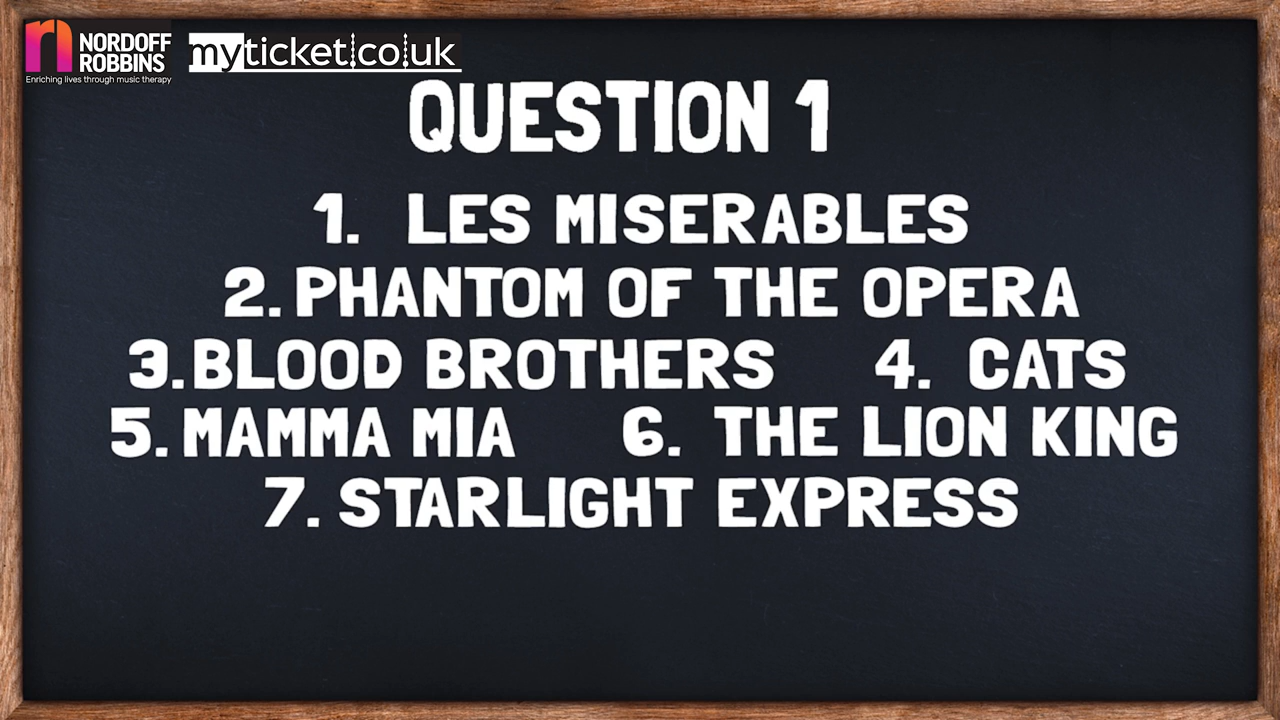 NORDOFF
ROBBINS
Enriching lives through music therapy
myticket.co.uk
QUESTION 1
1. LES MISERABLES
2. PHANTOM OF THE OPERA
3. BLOOD BROTHERS 4. CATS
5. MAMMA MIA 6. THE LION KING
7. STARLIGHT EXPRESS